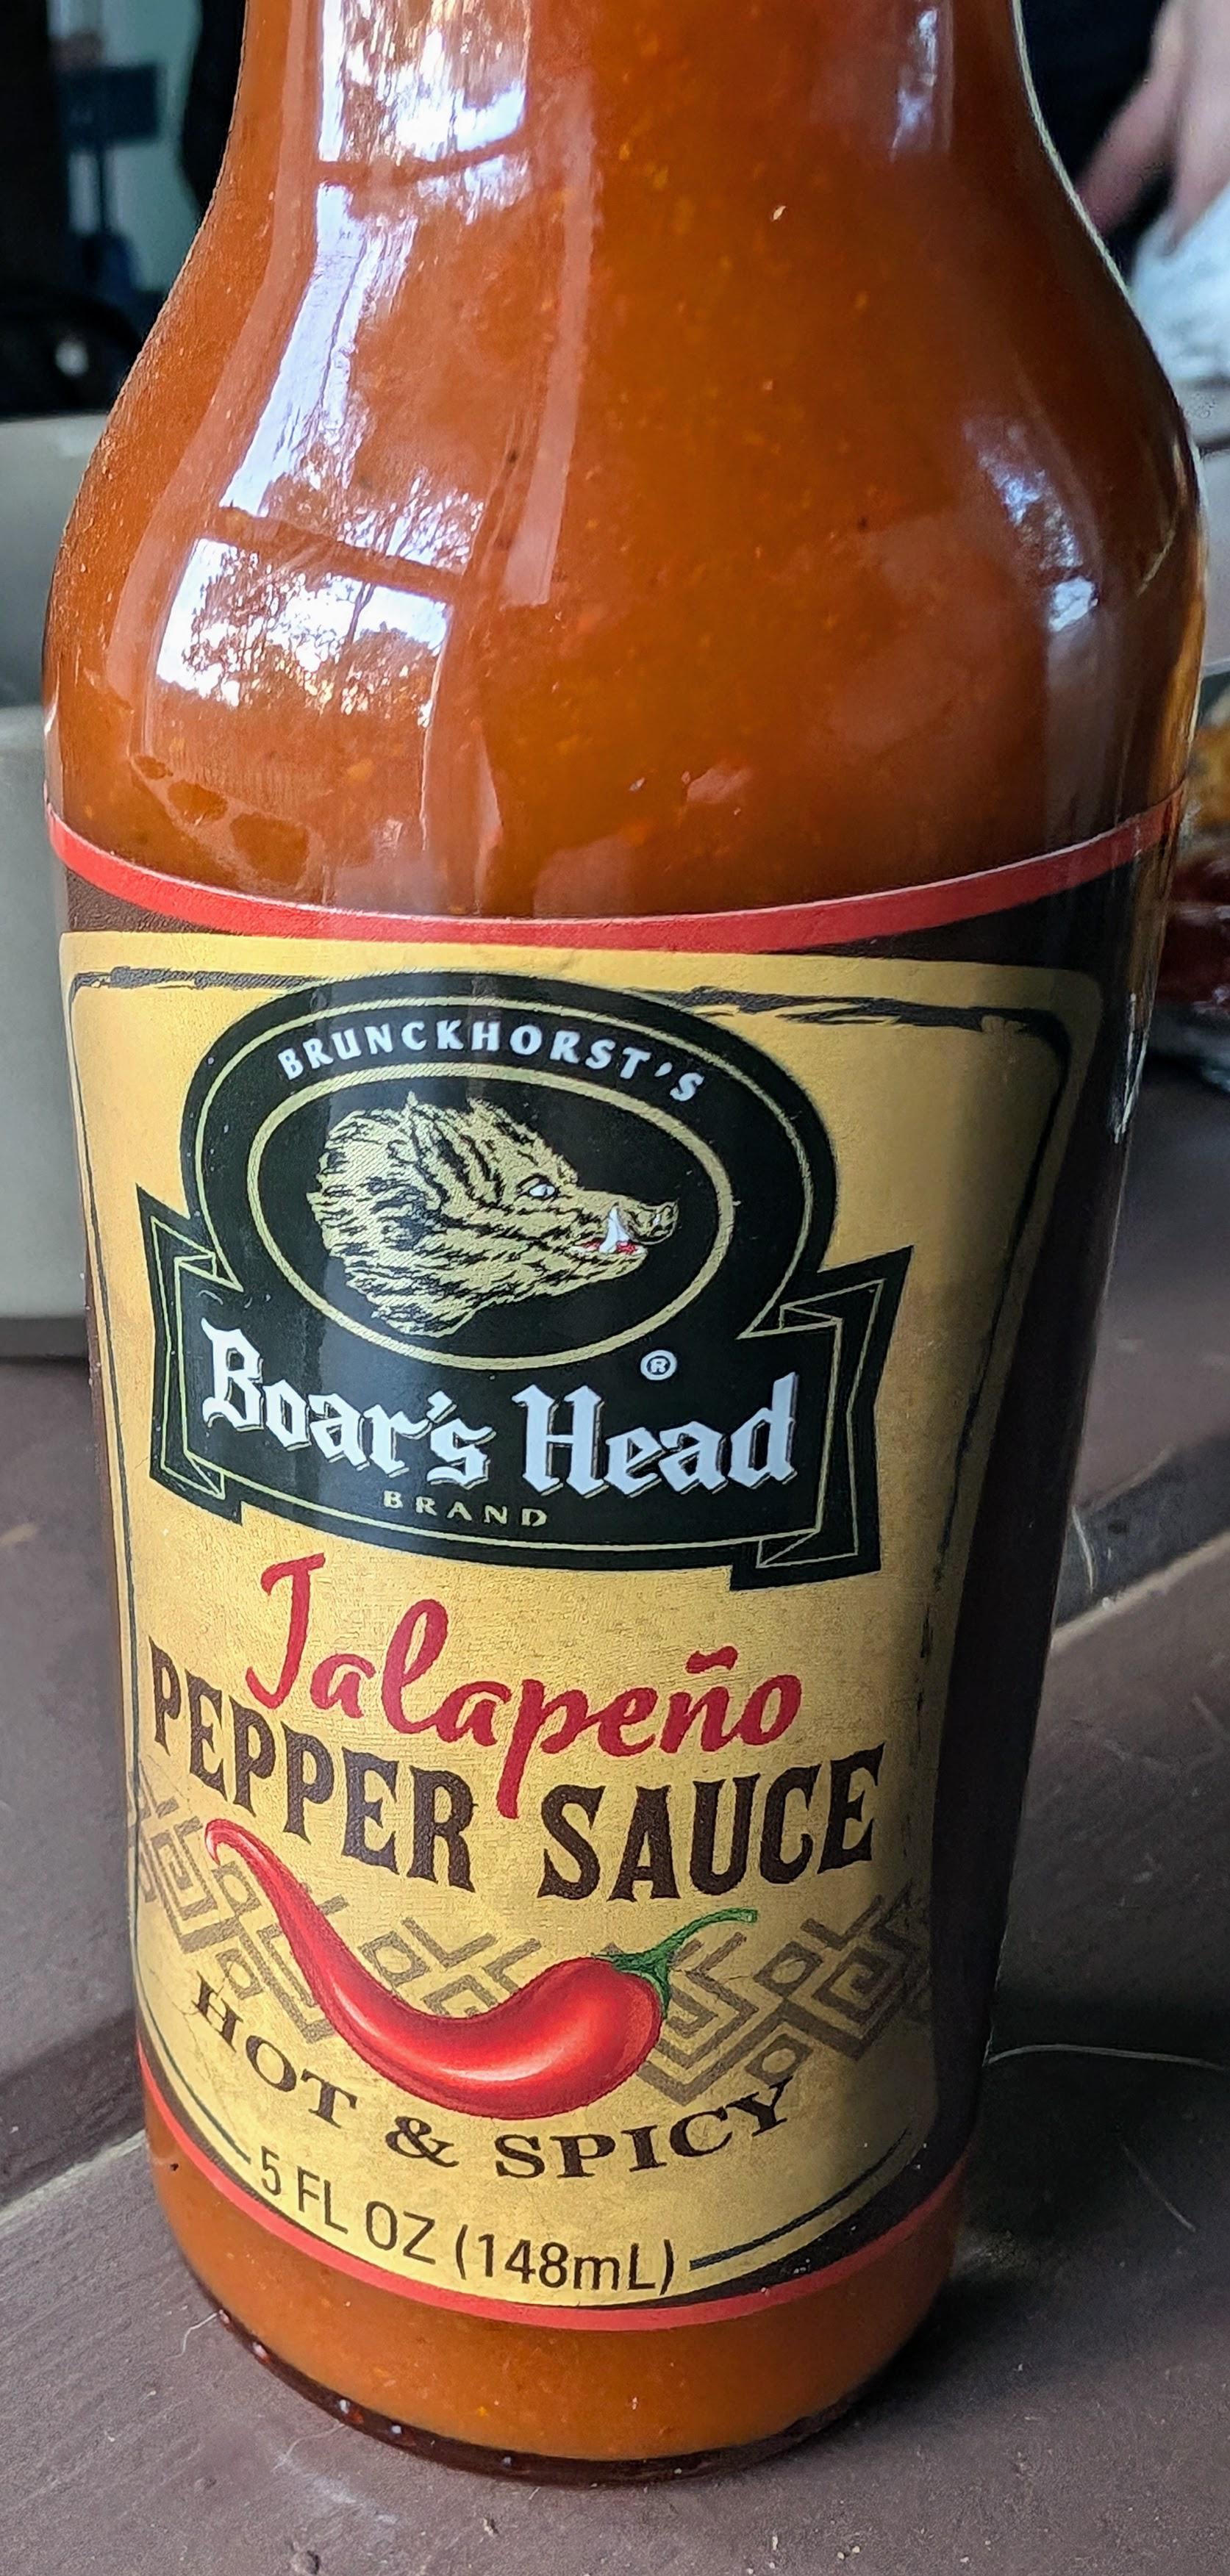 BRUNCKHORST'S
Boar's Head®
BRAND
Jalapeño
PEPPER SAUCE
HOT & SPICY
5 FL OZ (148mL)